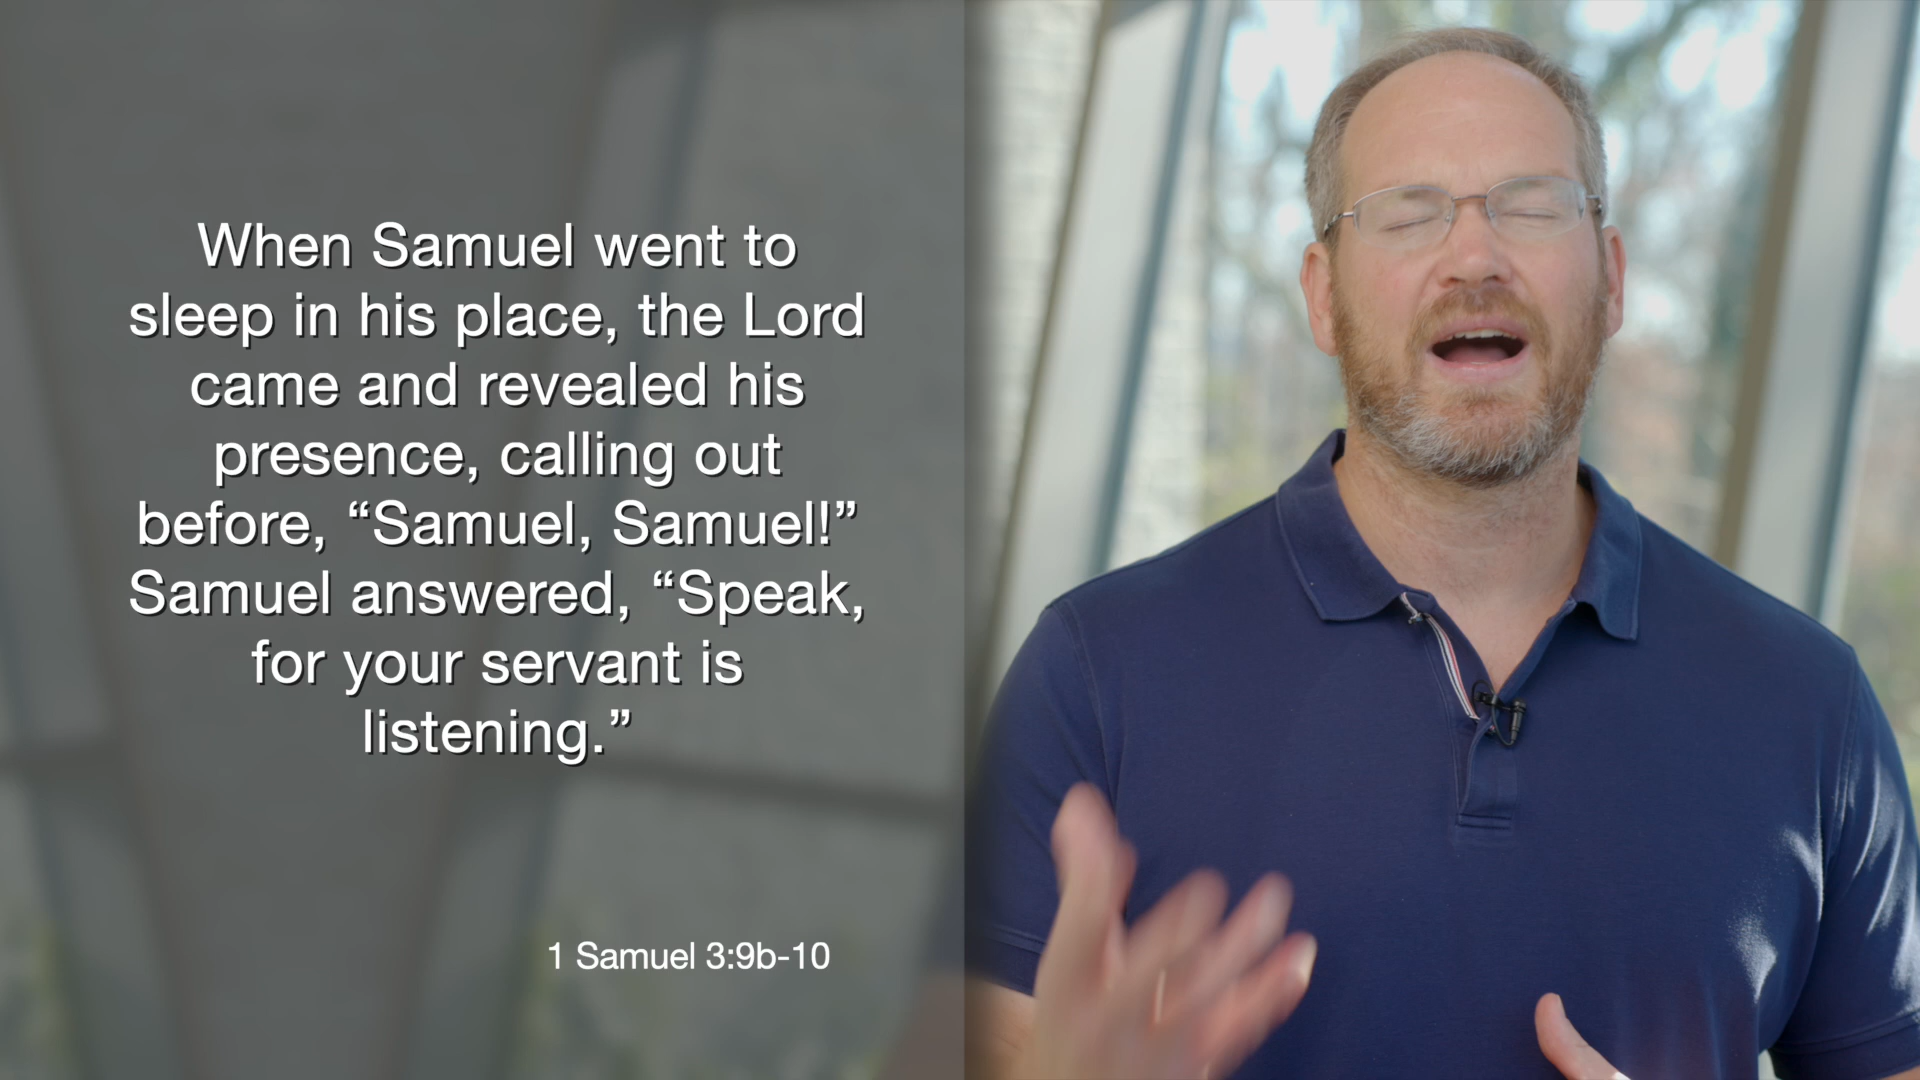 When Samuel went to
sleep in his place, the Lord
came and revealed his
presence, calling out
before, “Samuel, Samuel!”
Samuel answered, “Speak,
for your servant is
listening.”
1 Samuel 3:9b-10